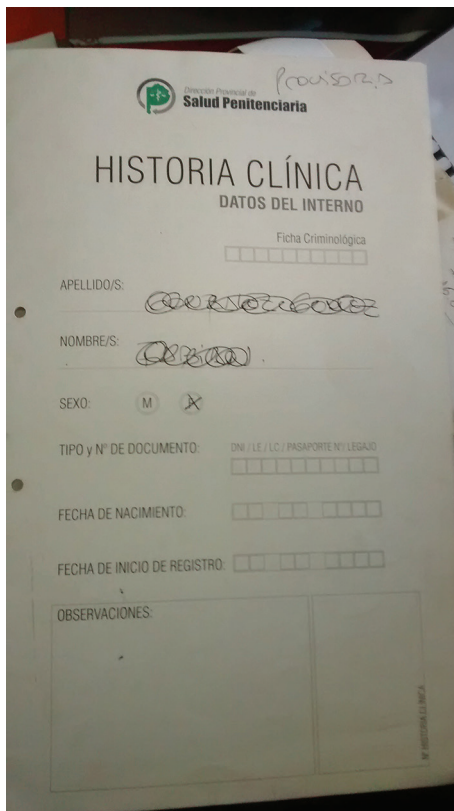 Provisoria
Dirección Provincial de
Salud Penitenciaria
HISTORIA CLÍNICA
DATOS DEL INTERNO
Ficha Criminológica
APELLIDO/S:
NOMBRE/S:
SEXO: M
TIPO y Nº DE DOCUMENTO: DNI / LE / LC / PASAPORTE Nº/ LEGAJO
FECHA DE NACIMIENTO:
FECHA DE INICIO DE REGISTRO:
OBSERVACIONES:
Nº HISTORIA CLÍNICA